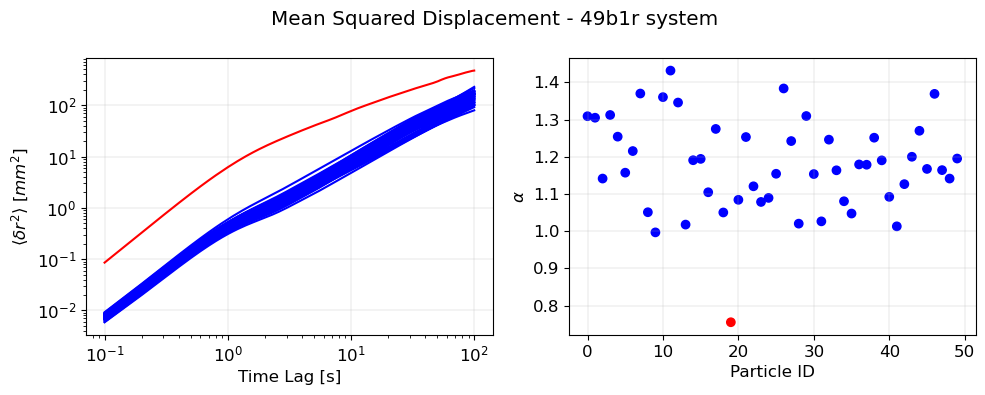 Mean Squared Displacement - 49b1r system
⟨δr²⟩ [mm²]
10²
10¹
10⁰
10⁻¹
10⁻²
10⁻¹ 10⁰ 10¹ 10²
Time Lag [s]
α
1.4
1.3
1.2
1.1
1.0
0.9
0.8
0 10 20 30 40 50
Particle ID